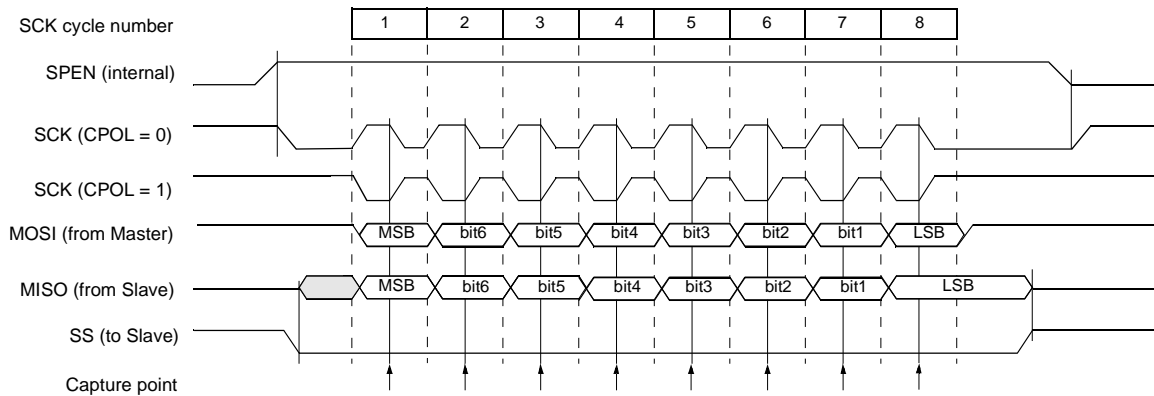 SCK cycle number 1 2 3 4 5 6 7 8
SPEN (internal)
SCK (CPOL = 0)
SCK (CPOL = 1)
MOSI (from Master) MSB bit6 bit5 bit4 bit3 bit2 bit1 LSB
MISO (from Slave) MSB bit6 bit5 bit4 bit3 bit2 bit1 LSB
SS (to Slave)
Capture point